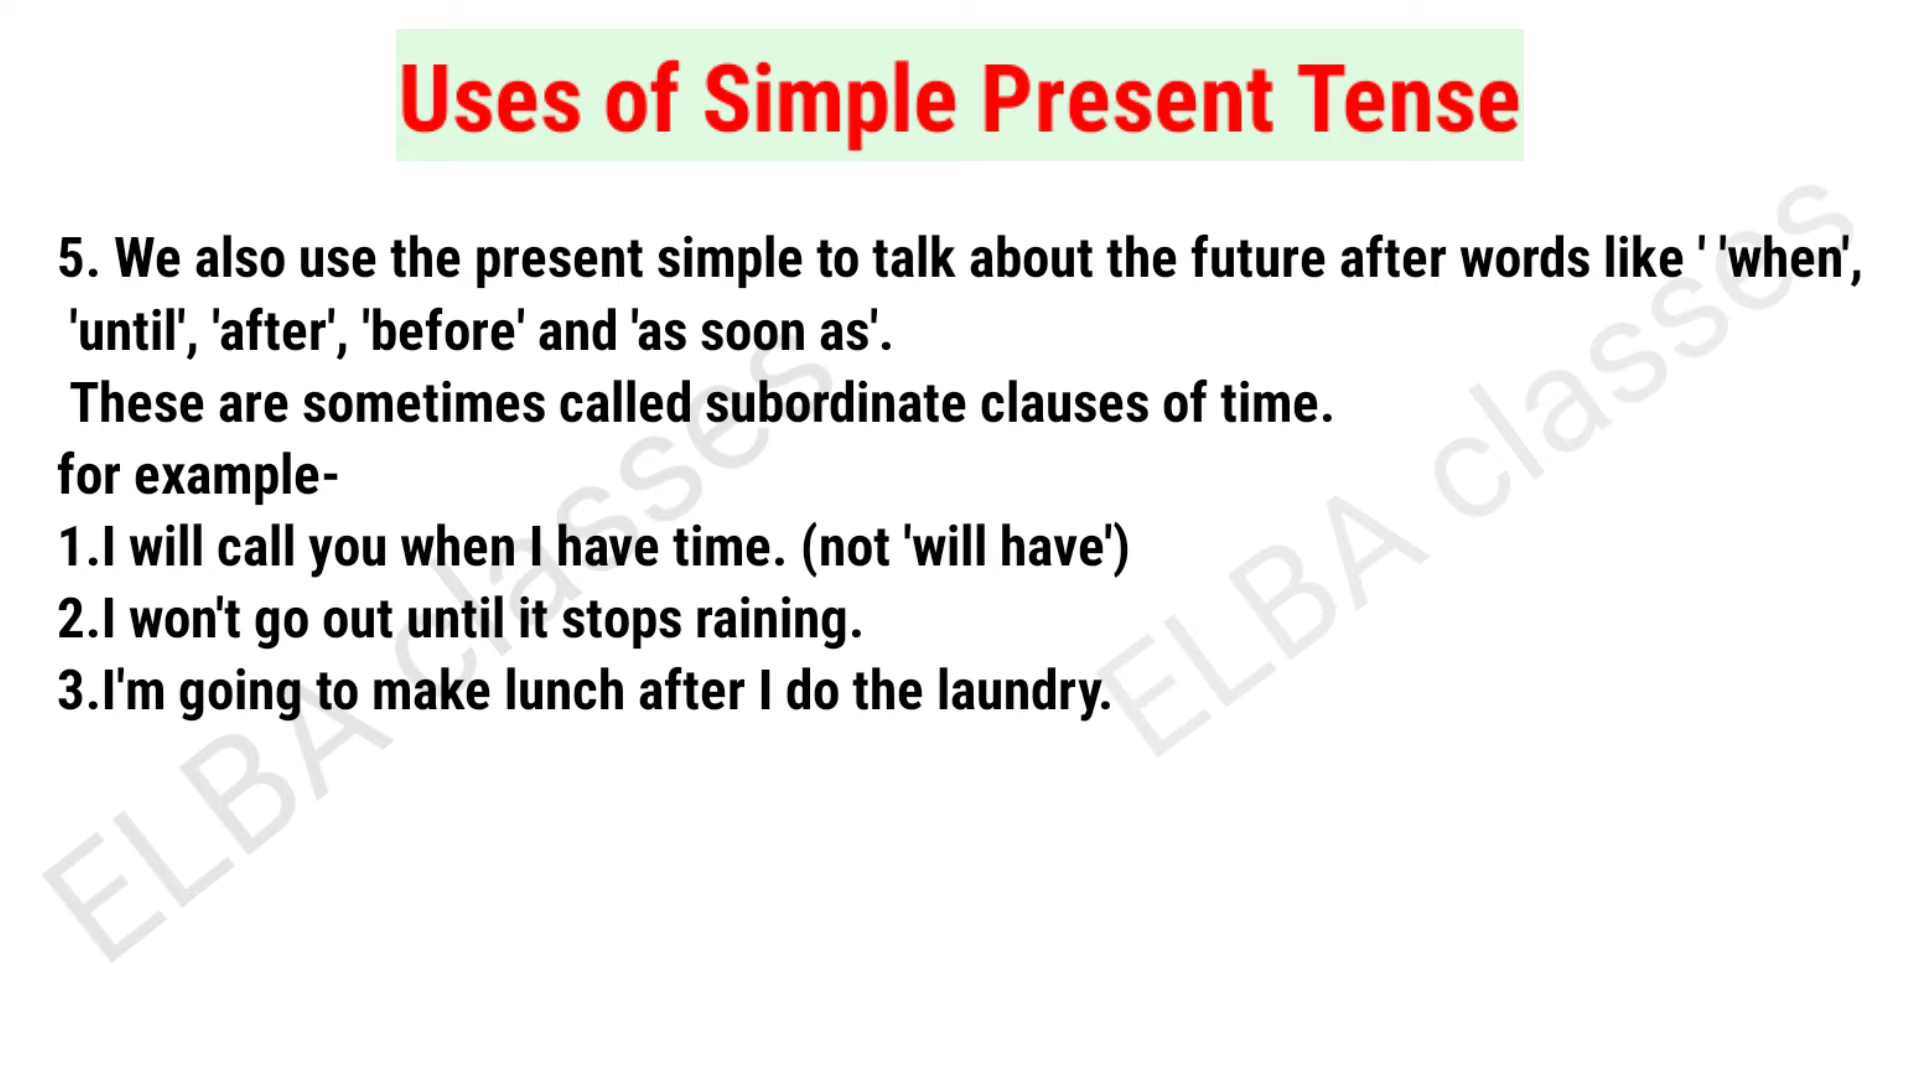 Uses of Simple Present Tense
5. We also use the present simple to talk about the future after words like ' 'when',
'until', 'after', 'before' and 'as soon as'.
These are sometimes called subordinate clauses of time.
for example-
1.I will call you when I have time. (not 'will have')
2.I won't go out until it stops raining.
3.I'm going to make lunch after I do the laundry.
ELBA classes
ELBA classes